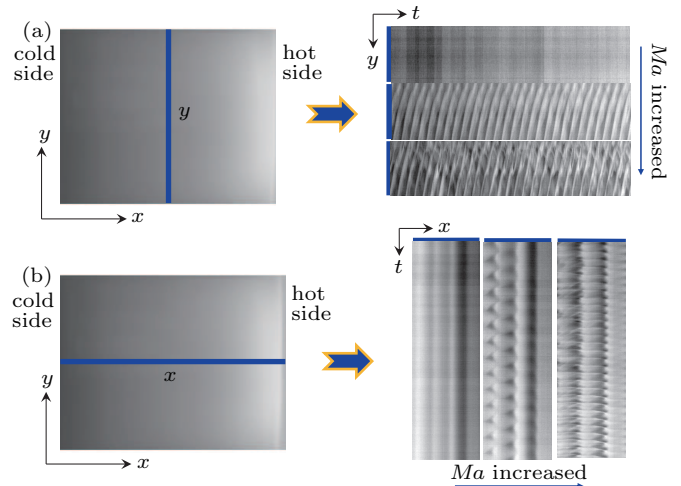 (a)
cold
side
hot
side
y
y
x
t
y
Ma increased
(b)
cold
side
hot
side
x
y
x
x
t
Ma increased